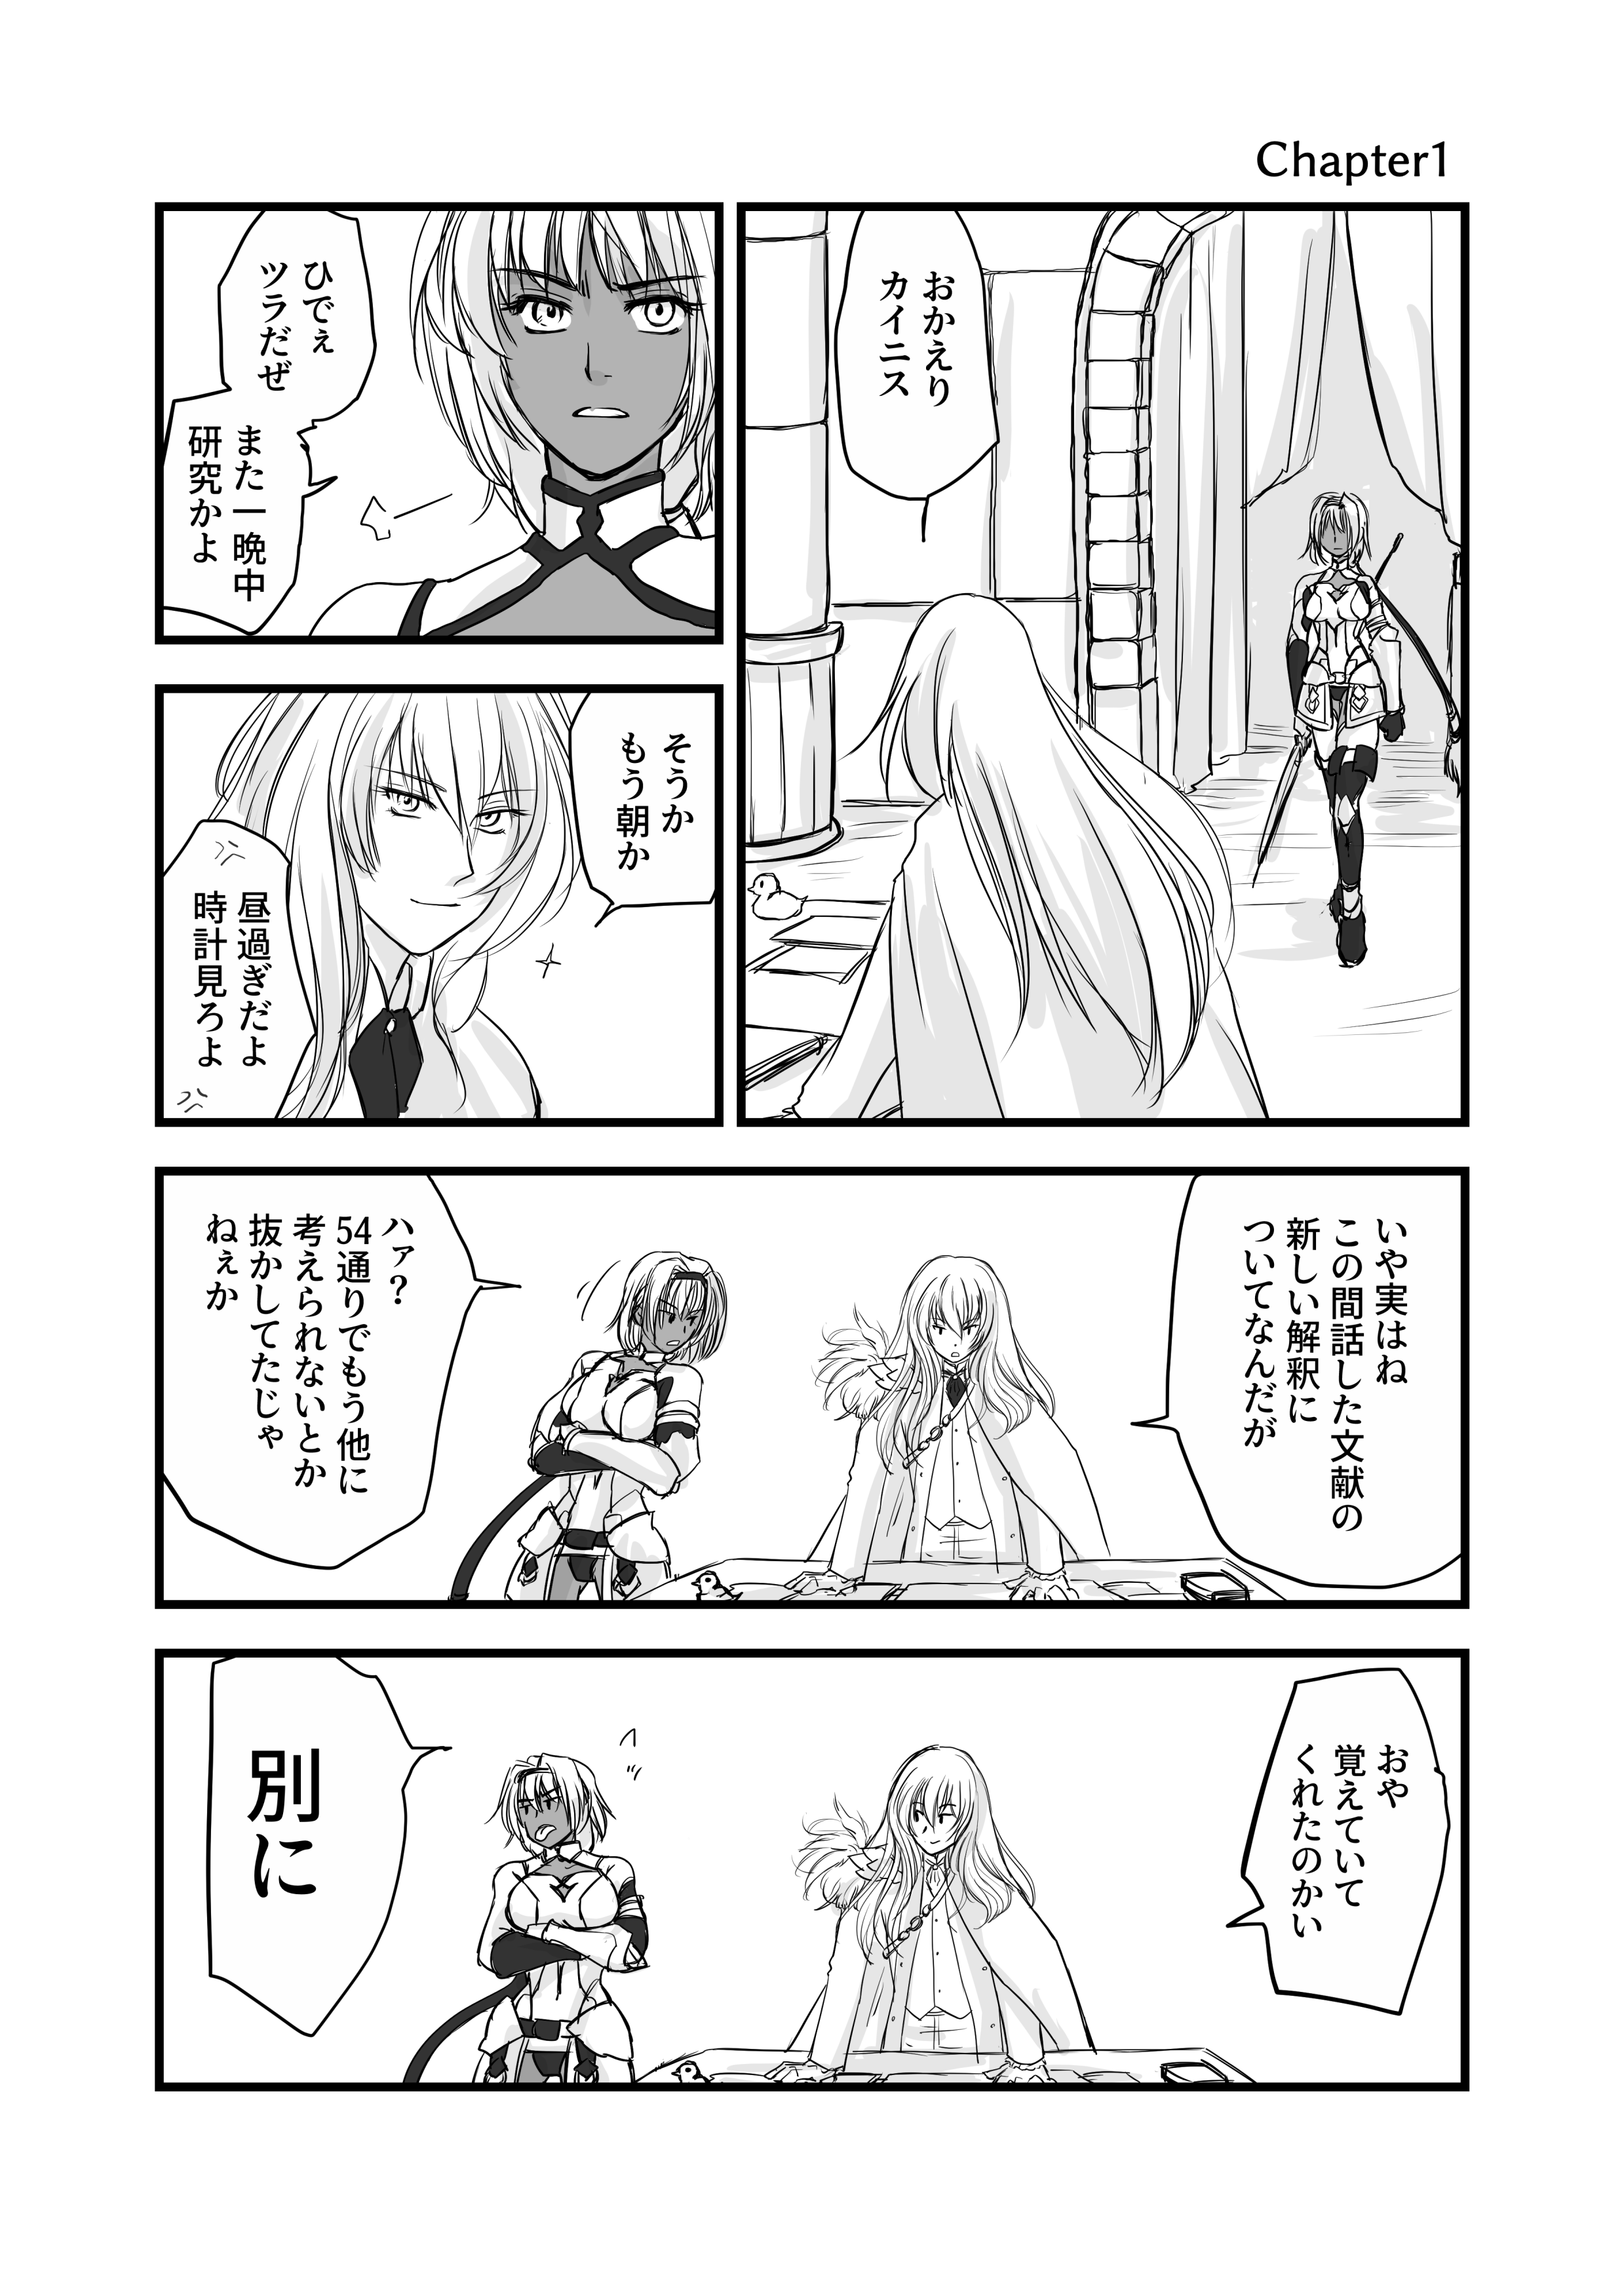 Chapter1
おかえり
カイニス
ひでぇ
ツラだぜ
また一晩中
研究かよ
そうか
もう朝か
昼過ぎだよ
時計見ろよ
いや実はね
この間話した文献の
新しい解釈に
ついてなんだが
ハァ？
54通りでもう他に
考えられないとか
抜かしてたじゃ
ねぇか
おや
覚えていて
くれたのかい
別に